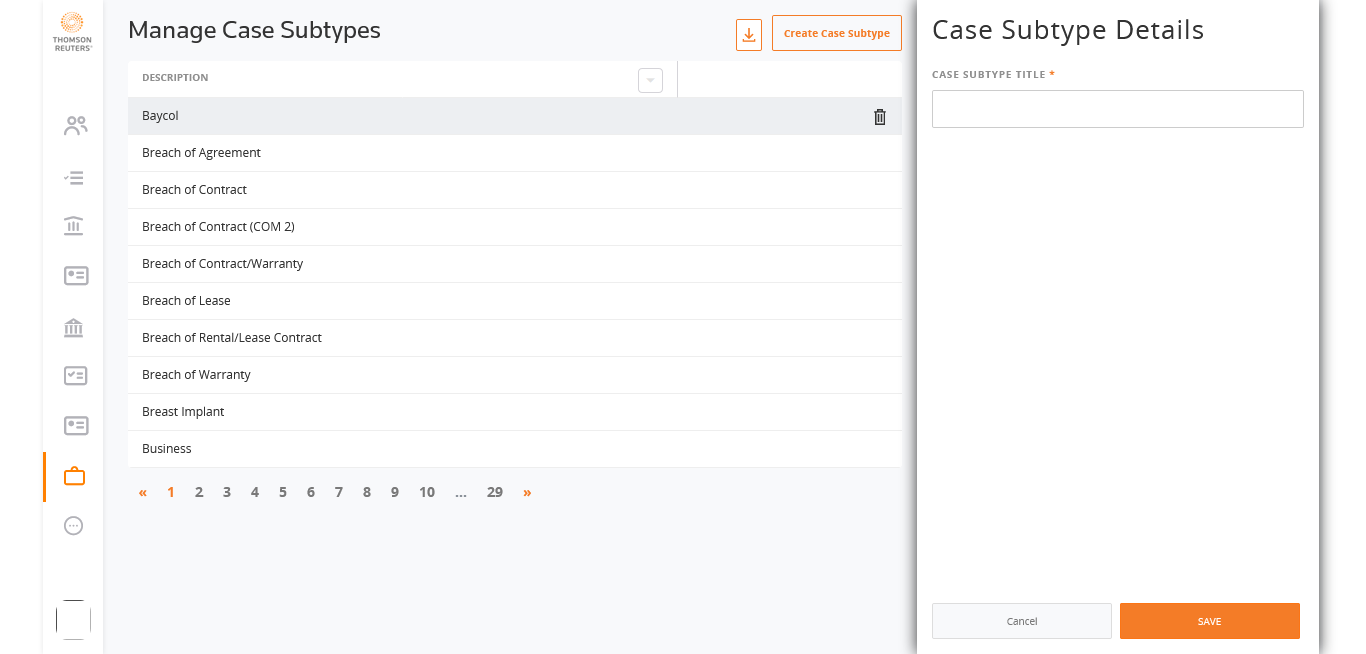 THOMSON
REUTERS®
Manage Case Subtypes
Create Case Subtype
DESCRIPTION
Baycol
Breach of Agreement
Breach of Contract
Breach of Contract (COM 2)
Breach of Contract/Warranty
Breach of Lease
Breach of Rental/Lease Contract
Breach of Warranty
Breast Implant
Business
« 1 2 3 4 5 6 7 8 9 10 ... 29 »
Case Subtype Details
CASE SUBTYPE TITLE *
Cancel
SAVE